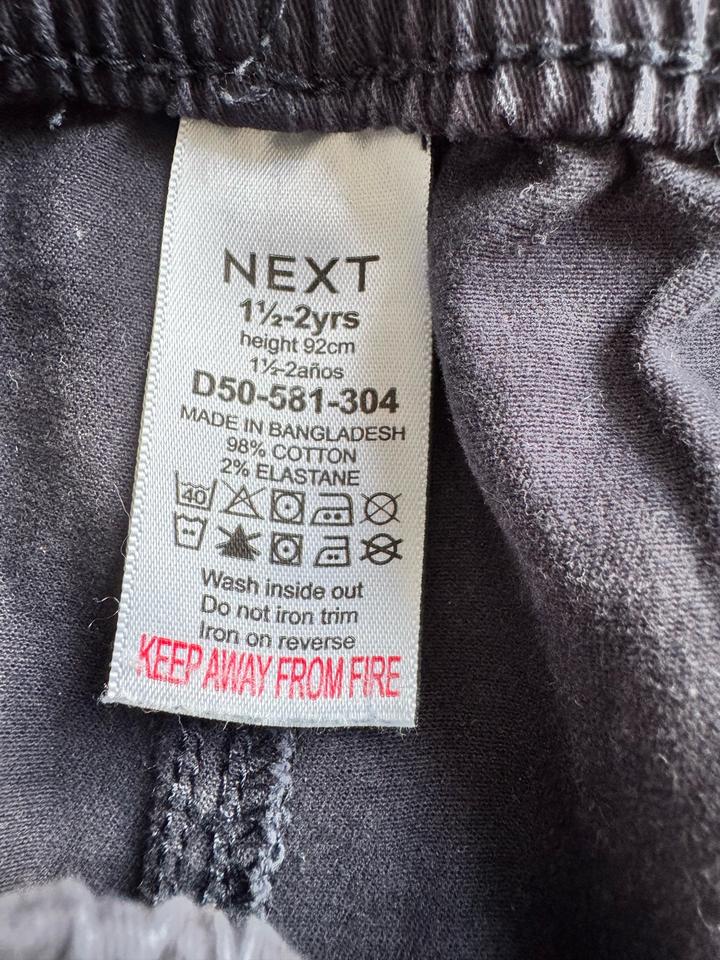 NEXT
1½-2yrs
height 92cm
1½-2años
D50-581-304
MADE IN BANGLADESH
98% COTTON
2% ELASTANE
40
Wash inside out
Do not iron trim
Iron on reverse
KEEP AWAY FROM FIRE